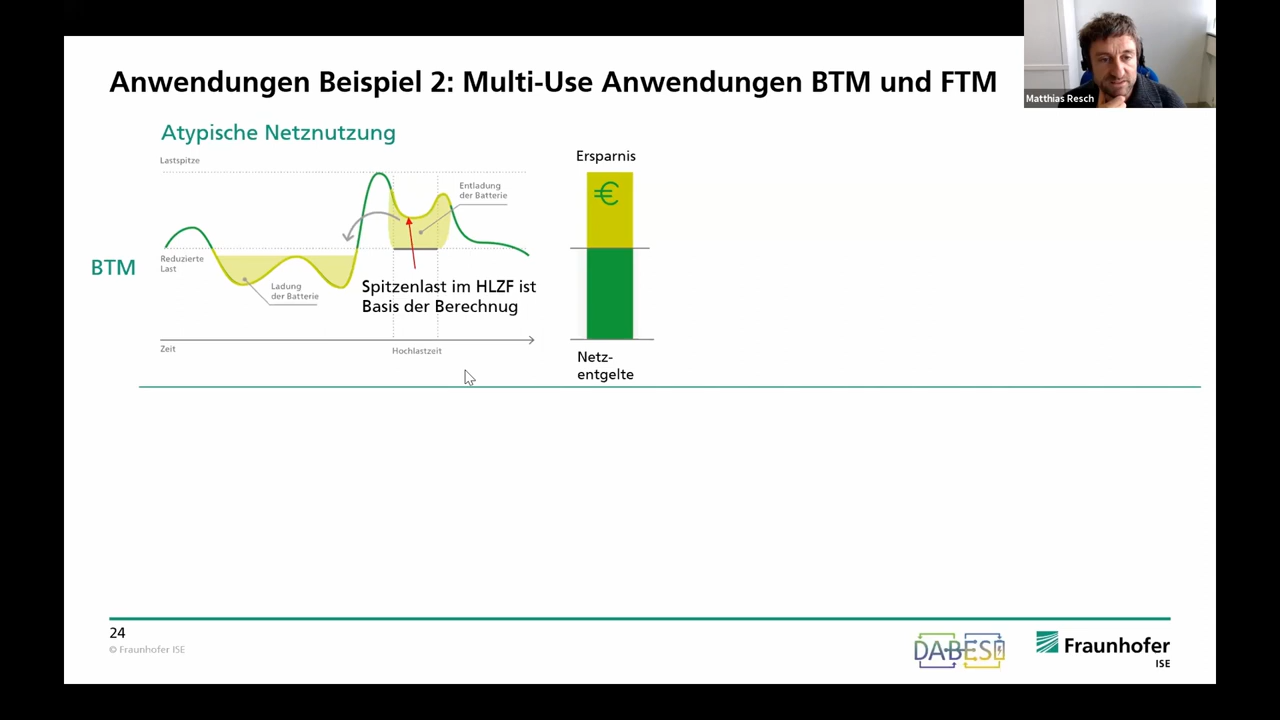 Anwendungen Beispiel 2: Multi-Use Anwendungen BTM und FTM
Matthias Resch
Atypische Netznutzung
Lastspitze
Entladung
der Batterie
Reduzierte
Last
BTM
Ladung
der Batterie
Spitzenlast im HLZF ist
Basis der Berechnug
Zeit
Hochlastzeit
Ersparnis
€
Netz-
entgelte
24
© Fraunhofer ISE
DABESI
Fraunhofer
ISE